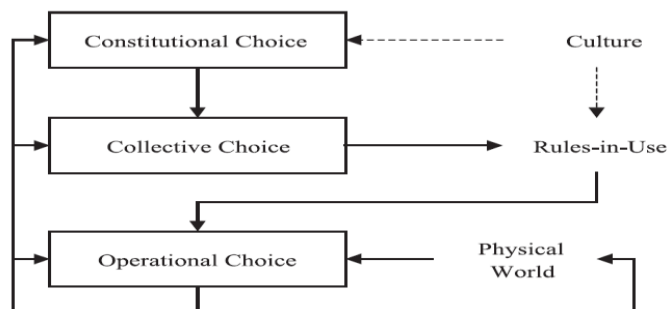 Constitutional Choice
Culture
Collective Choice
Rules-in-Use
Operational Choice
Physical
World